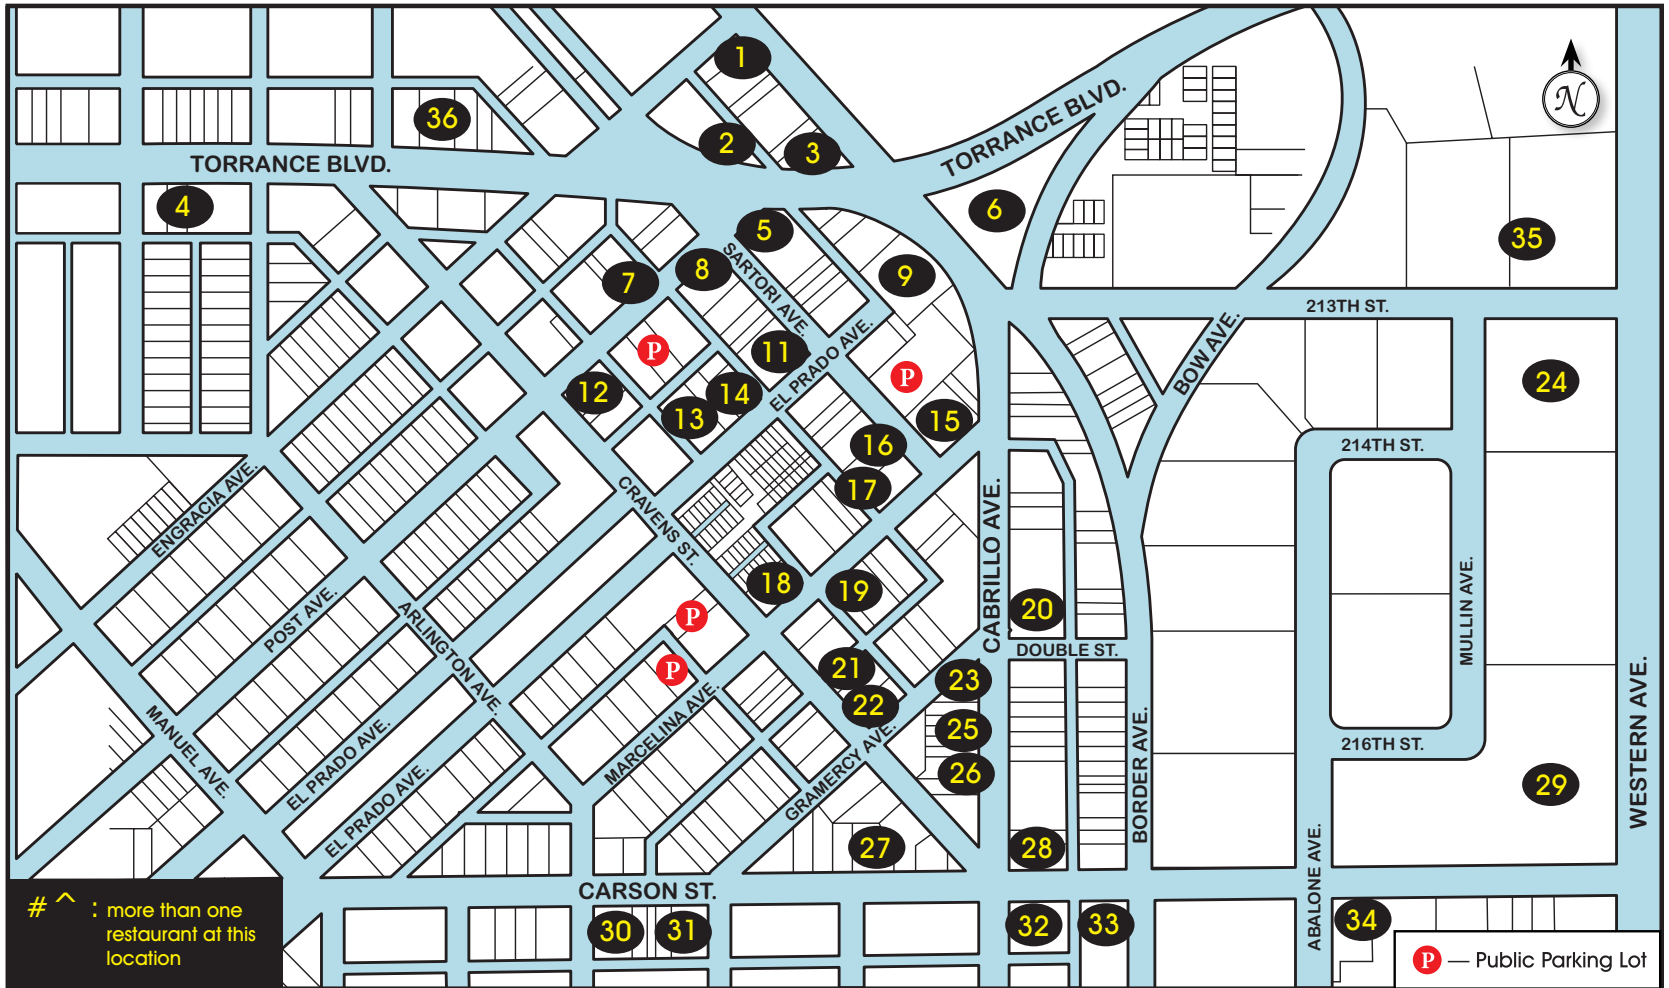 1
36
2
3
TORRANCE BLVD.
N
TORRANCE BLVD.
4
6
5
35
SARTORI AVE.
8
7
9
213TH ST.
P
11
EL PRADO AVE.
BOW AVE.
P
24
12
14
13
15
16
214TH ST.
17
ENGRACIA AVE.
CRAVENS ST.
CABRILLO AVE.
18
19
20
POST AVE.
ARLINGTON AVE.
P
MULLIN AVE.
DOUBLE ST.
P
21
23
22
MARCELINA AVE.
WESTERN AVE.
MANUEL AVE.
EL PRADO AVE.
25
216TH ST.
GRAMERCY AVE.
26
BORDER AVE.
29
EL PRADO AVE.
27
28
ABALONE AVE.
CARSON ST.
30
31
32
33
34
# ^ : more than one
restaurant at this
location
P — Public Parking Lot